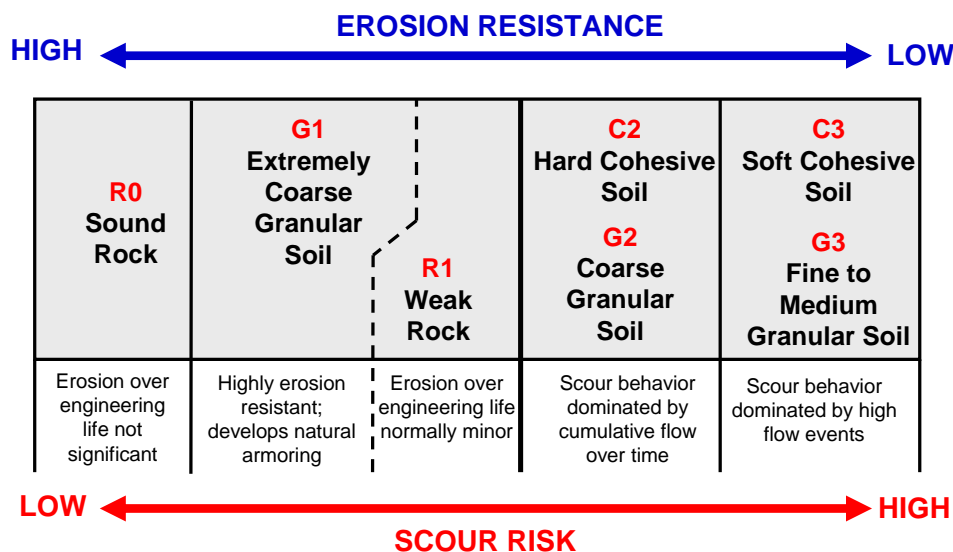 EROSION RESISTANCE
HIGH
LOW
R0
Sound
Rock
G1
Extremely
Coarse
Granular
Soil
R1
Weak
Rock
C2
Hard Cohesive
Soil
G2
Coarse
Granular
Soil
C3
Soft Cohesive
Soil
G3
Fine to
Medium
Granular Soil
Erosion over
engineering
life not
significant
Highly erosion
resistant;
develops natural
armoring
Erosion over
engineering life
normally minor
Scour behavior
dominated by
cumulative flow
over time
Scour behavior
dominated by high
flow events
LOW
HIGH
SCOUR RISK